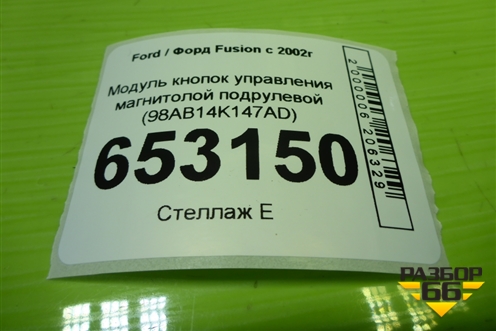 Ford / Форд Fusion с 2002г
Модуль кнопок управления
магнитолой подрулевой
(98AB14K147AD)
653150
Стеллаж Е
2000006206329
РАЗБОР
66